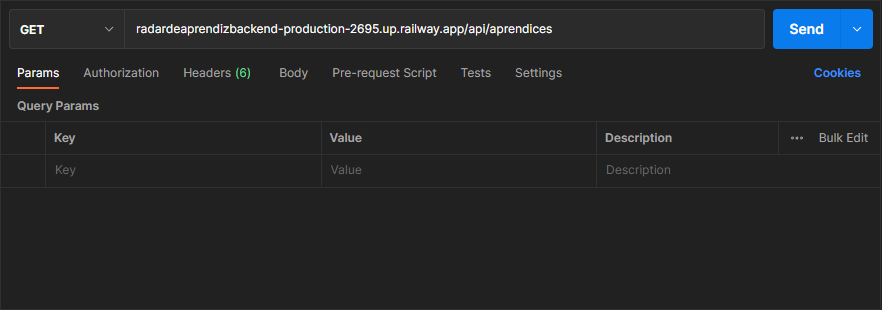 GET radardeaprendizbackend-production-2695.up.railway.app/api/aprendices Send
Params Authorization Headers (6) Body Pre-request Script Tests Settings Cookies
Query Params
Key Value Description ••• Bulk Edit
Key Value Description